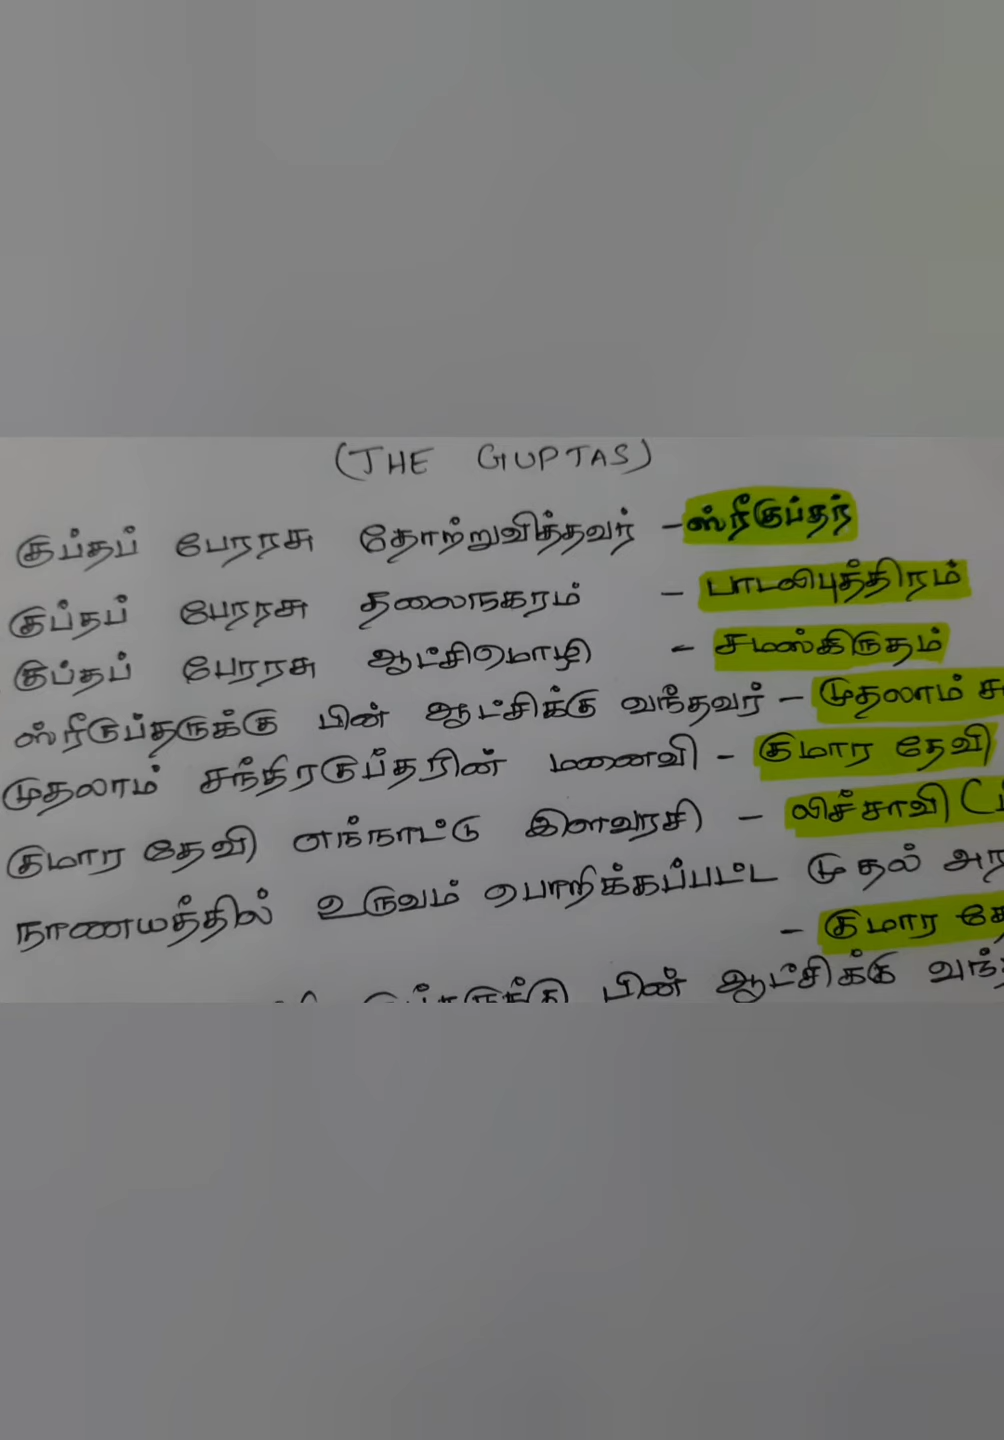 (THE GUPTAS)
குப்தப் பேரரசு தோற்றுவித்தவர் - ஸ்ரீகுப்தர்
குப்தப் பேரரசு தலைநகரம் - பாடலிபுத்திரம்
குப்தப் பேரரசு ஆட்சிமொழி - சமஸ்கிருதம்
ஸ்ரீகுப்தருக்கு பின் ஆட்சிக்கு வந்தவர் - முதலாம்
முதலாம் சந்திரகுப்தரின் மனைவி - குமார தேவி
குமார தேவி எந்நாட்டு இளவரசி - லிச்சாவி (
நாணயத்தில் உருவம் பொறிக்கப்பட்ட முதல்
- குமார
பின் ஆட்சிக்கு